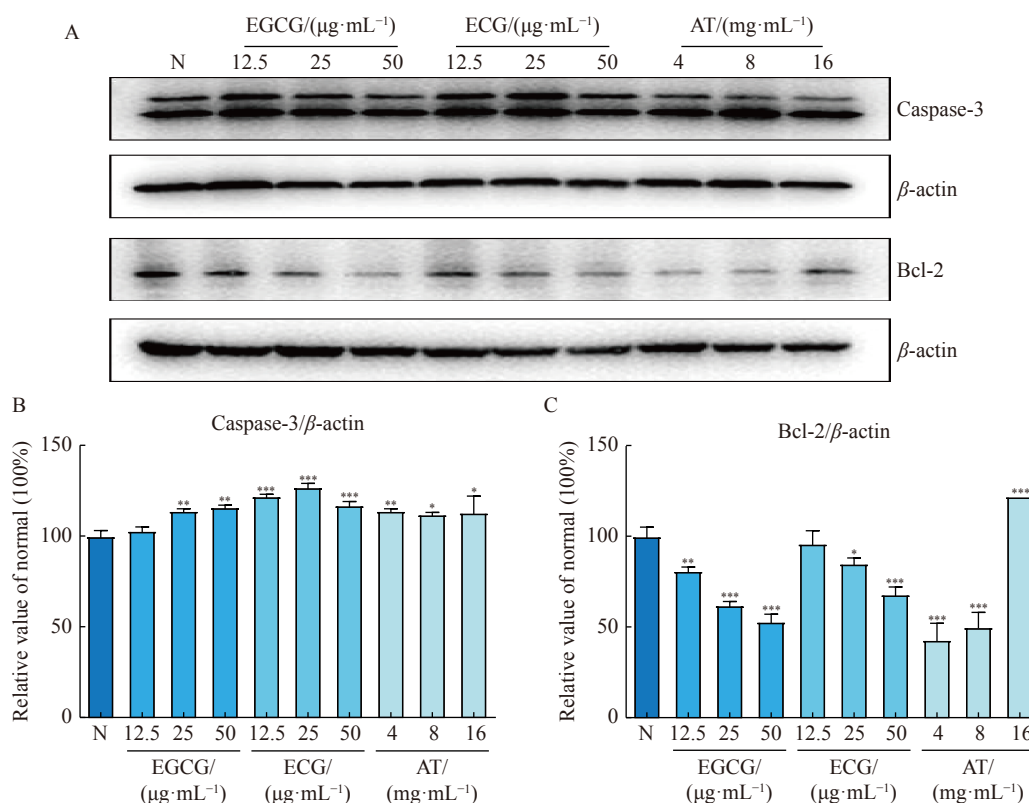 A
EGCG/(μg·mL⁻¹) ECG/(μg·mL⁻¹) AT/(mg·mL⁻¹)
N 12.5 25 50 12.5 25 50 4 8 16
Caspase-3
β-actin
Bcl-2
β-actin
B
Caspase-3/β-actin
Relative value of normal (100%)
150
100
50
0
** ** *** *** *** ** * *
N 12.5 25 50 12.5 25 50 4 8 16
EGCG/ ECG/ AT/
(μg·mL⁻¹) (μg·mL⁻¹) (mg·mL⁻¹)
C
Bcl-2/β-actin
Relative value of normal (100%)
150
100
50
0
** *** *** * *** *** *** ***
N 12.5 25 50 12.5 25 50 4 8 16
EGCG/ ECG/ AT/
(μg·mL⁻¹) (μg·mL⁻¹) (mg·mL⁻¹)